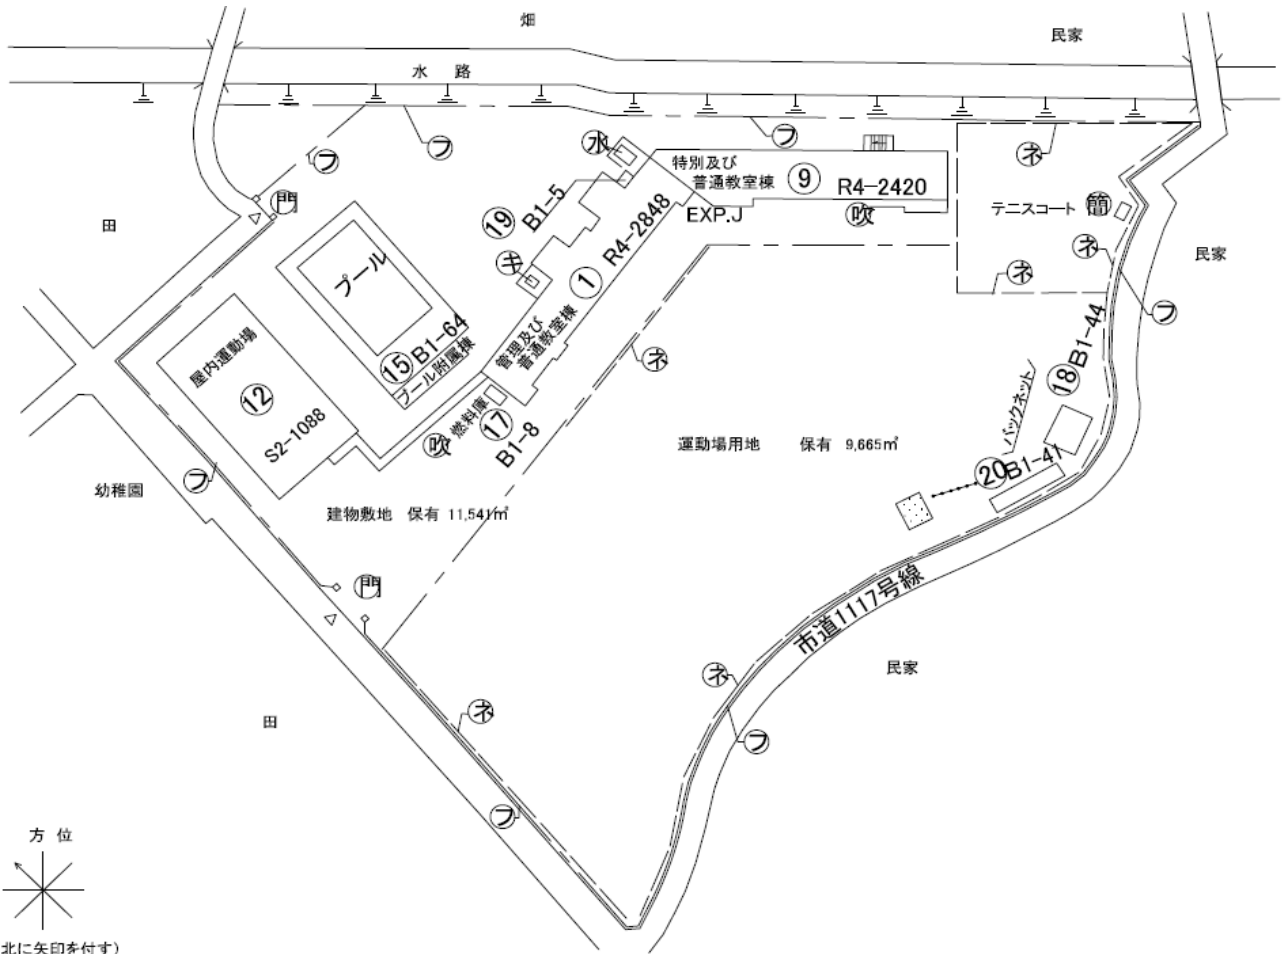 畑
民家
水 路
フ
フ
フ
水
特別及び
普通教室棟
⑨
R4-2420
ネ
門
田
⑲
B1-5
EXP.J
吹
テニスコート
簡
ネ
民家
R4-2848
①
キ
ネ
プール
フ
管理及び
普通教室棟
⑮
B1-64
プール附属棟
ネ
⑱
B1-44
屋内運動場
⑫
S2-1088
バックネット
燃料庫
⑰
B1-8
吹
運動場用地 保有 9,665㎡
⑳
B1-41
フ
幼稚園
建物敷地 保有 11,541㎡
門
市道1117号線
民家
ネ
田
ネ
フ
フ
方 位
北に矢印を付す)